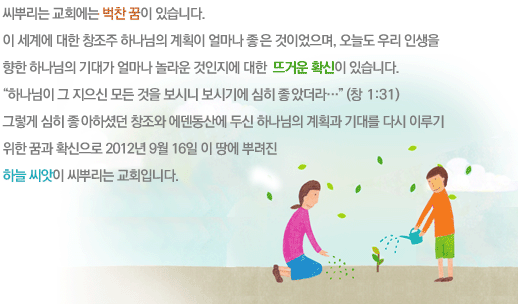 씨뿌리는 교회에는 벅찬 꿈이 있습니다.
이 세계에 대한 창조주 하나님의 계획이 얼마나 좋은 것이었으며, 오늘도 우리 인생을
향한 하나님의 기대가 얼마나 놀라운 것인지에 대한 뜨거운 확신이 있습니다.
“하나님이 그 지으신 모든 것을 보시니 보시기에 심히 좋았더라…” (창 1:31)
그렇게 심히 좋아하셨던 창조와 에덴동산에 두신 하나님의 계획과 기대를 다시 이루기
위한 꿈과 확신으로 2012년 9월 16일 이 땅에 뿌려진
하늘 씨앗이 씨뿌리는 교회입니다.